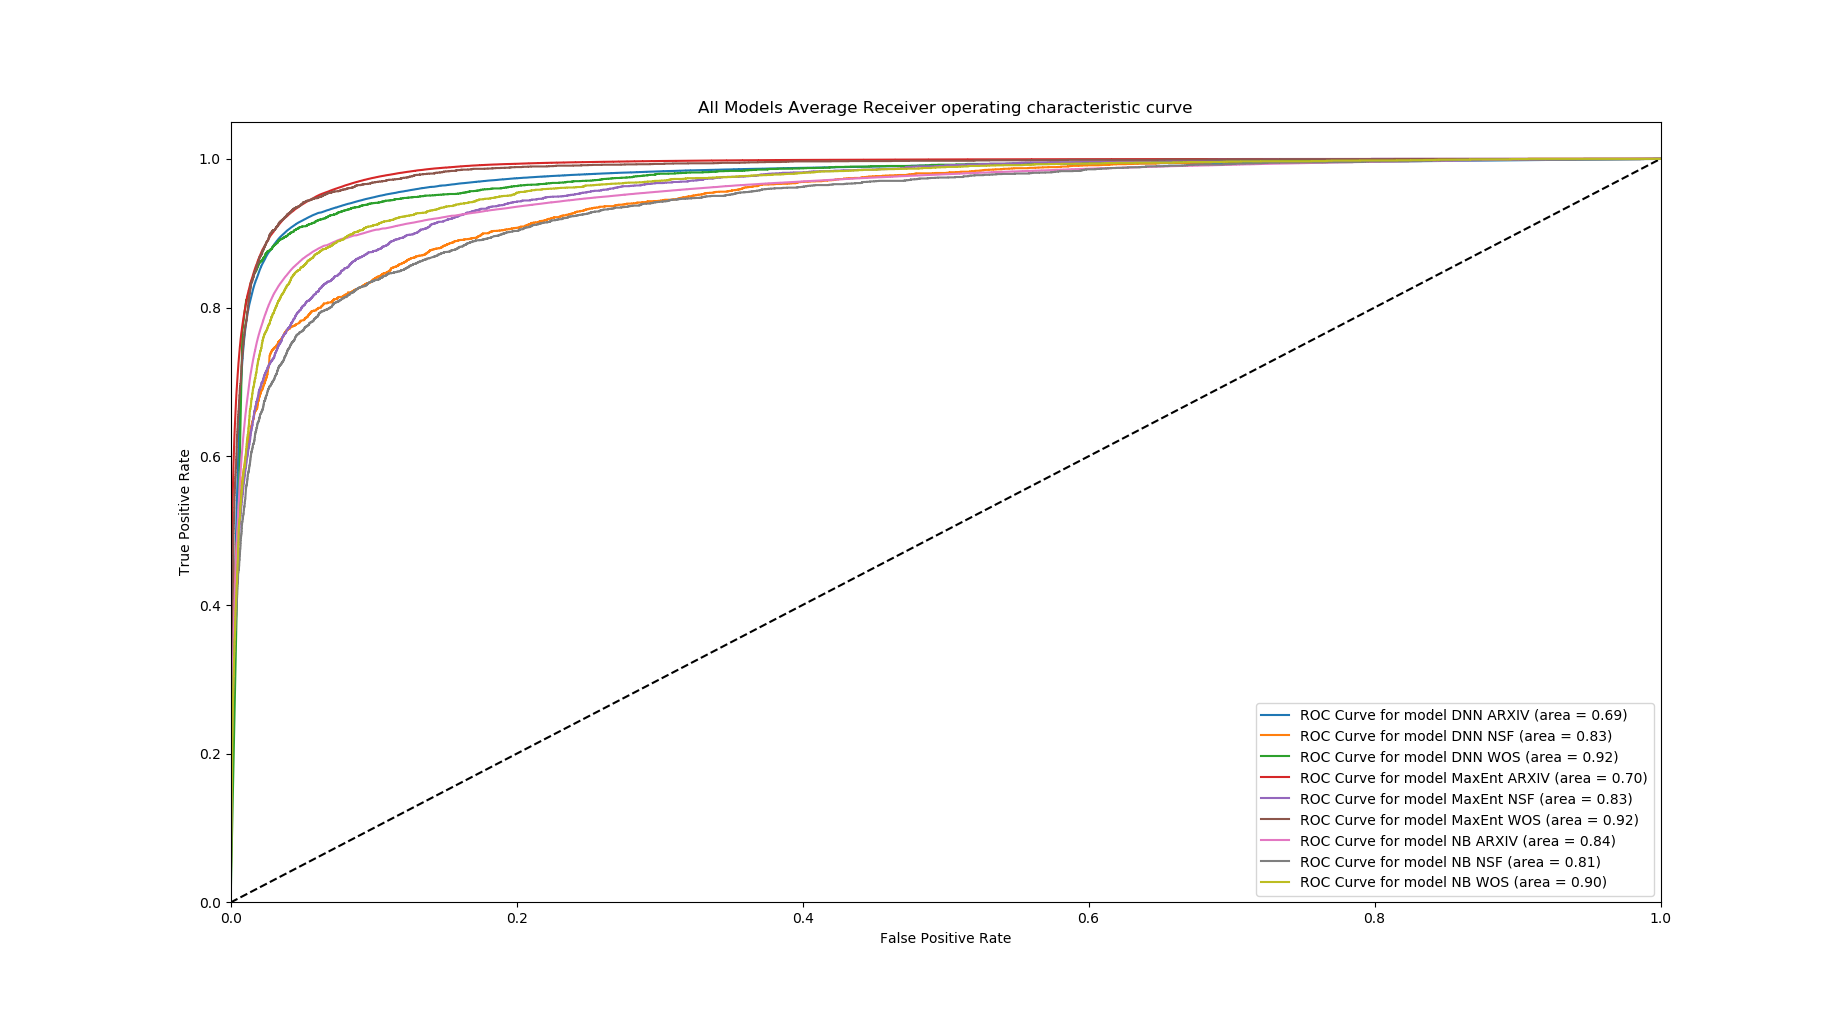 All Models Average Receiver operating characteristic curve
True Positive Rate
1.0
0.8
0.6
0.4
0.2
0.0
0.0 0.2 0.4 0.6 0.8 1.0
False Positive Rate
ROC Curve for model DNN ARXIV (area = 0.69)
ROC Curve for model DNN NSF (area = 0.83)
ROC Curve for model DNN WOS (area = 0.92)
ROC Curve for model MaxEnt ARXIV (area = 0.70)
ROC Curve for model MaxEnt NSF (area = 0.83)
ROC Curve for model MaxEnt WOS (area = 0.92)
ROC Curve for model NB ARXIV (area = 0.84)
ROC Curve for model NB NSF (area = 0.81)
ROC Curve for model NB WOS (area = 0.90)